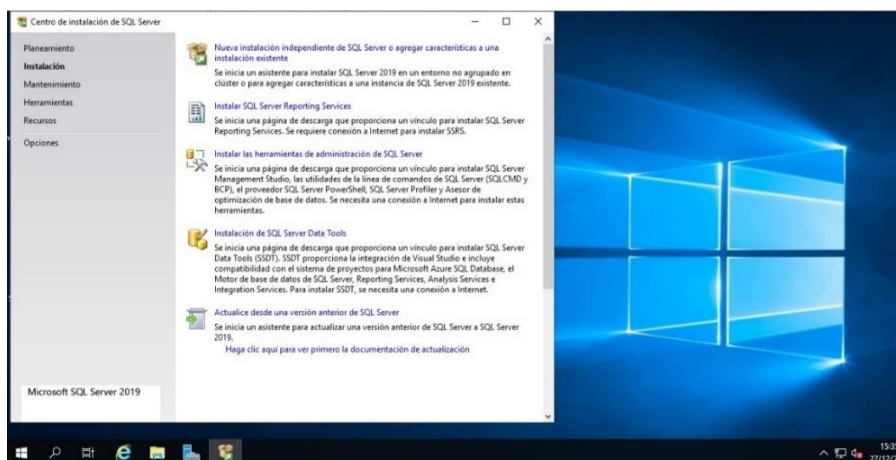 Centro de instalación de SQL Server
Planeamiento
Instalación
Mantenimiento
Herramientas
Recursos
Opciones
Microsoft SQL Server 2019
Nueva instalación independiente de SQL Server o agregar características a una
instalación existente
Se inicia un asistente para instalar SQL Server 2019 en un entorno no agrupado en
clúster o para agregar características a una instancia de SQL Server 2019 existente.
Instalar SQL Server Reporting Services
Se inicia una página de descarga que proporciona un vínculo para instalar SQL Server
Reporting Services. Se requiere conexión a Internet para instalar SSRS.
Instalar las herramientas de administración de SQL Server
Se inicia una página de descarga que proporciona un vínculo para instalar SQL Server
Management Studio, las utilidades de la línea de comandos de SQL Server (SQLCMD y
BCP), el proveedor SQL Server PowerShell, SQL Server Profiler y Asesor de
optimización de base de datos. Se necesita una conexión a Internet para instalar estas
herramientas.
Instalación de SQL Server Data Tools
Se inicia una página de descarga que proporciona un vínculo para instalar SQL Server
Data Tools (SSDT). SSDT proporciona la integración de Visual Studio e incluye
compatibilidad con el sistema de proyectos para Microsoft Azure SQL Database, el
Motor de base de datos de SQL Server, Reporting Services, Analysis Services e
Integration Services. Para instalar SSDT, se necesita una conexión a Internet.
Actualice desde una versión anterior de SQL Server
Se inicia un asistente para actualizar una versión anterior de SQL Server a SQL Server
2019.
Haga clic aquí para ver primero la documentación de actualización